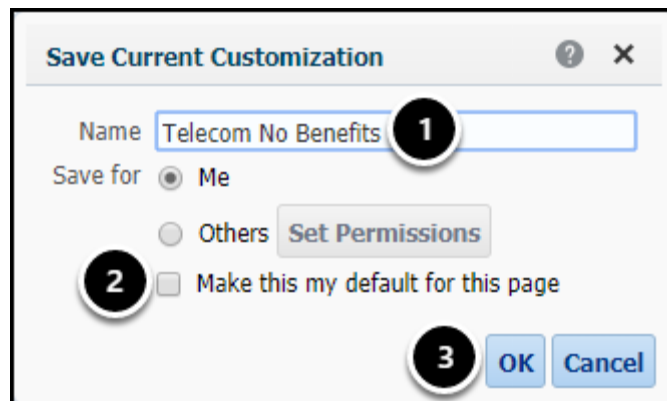 Save Current Customization ? ×
Name Telecom No Benefits 1
Save for Me
Others Set Permissions
2 Make this my default for this page
3 OK Cancel